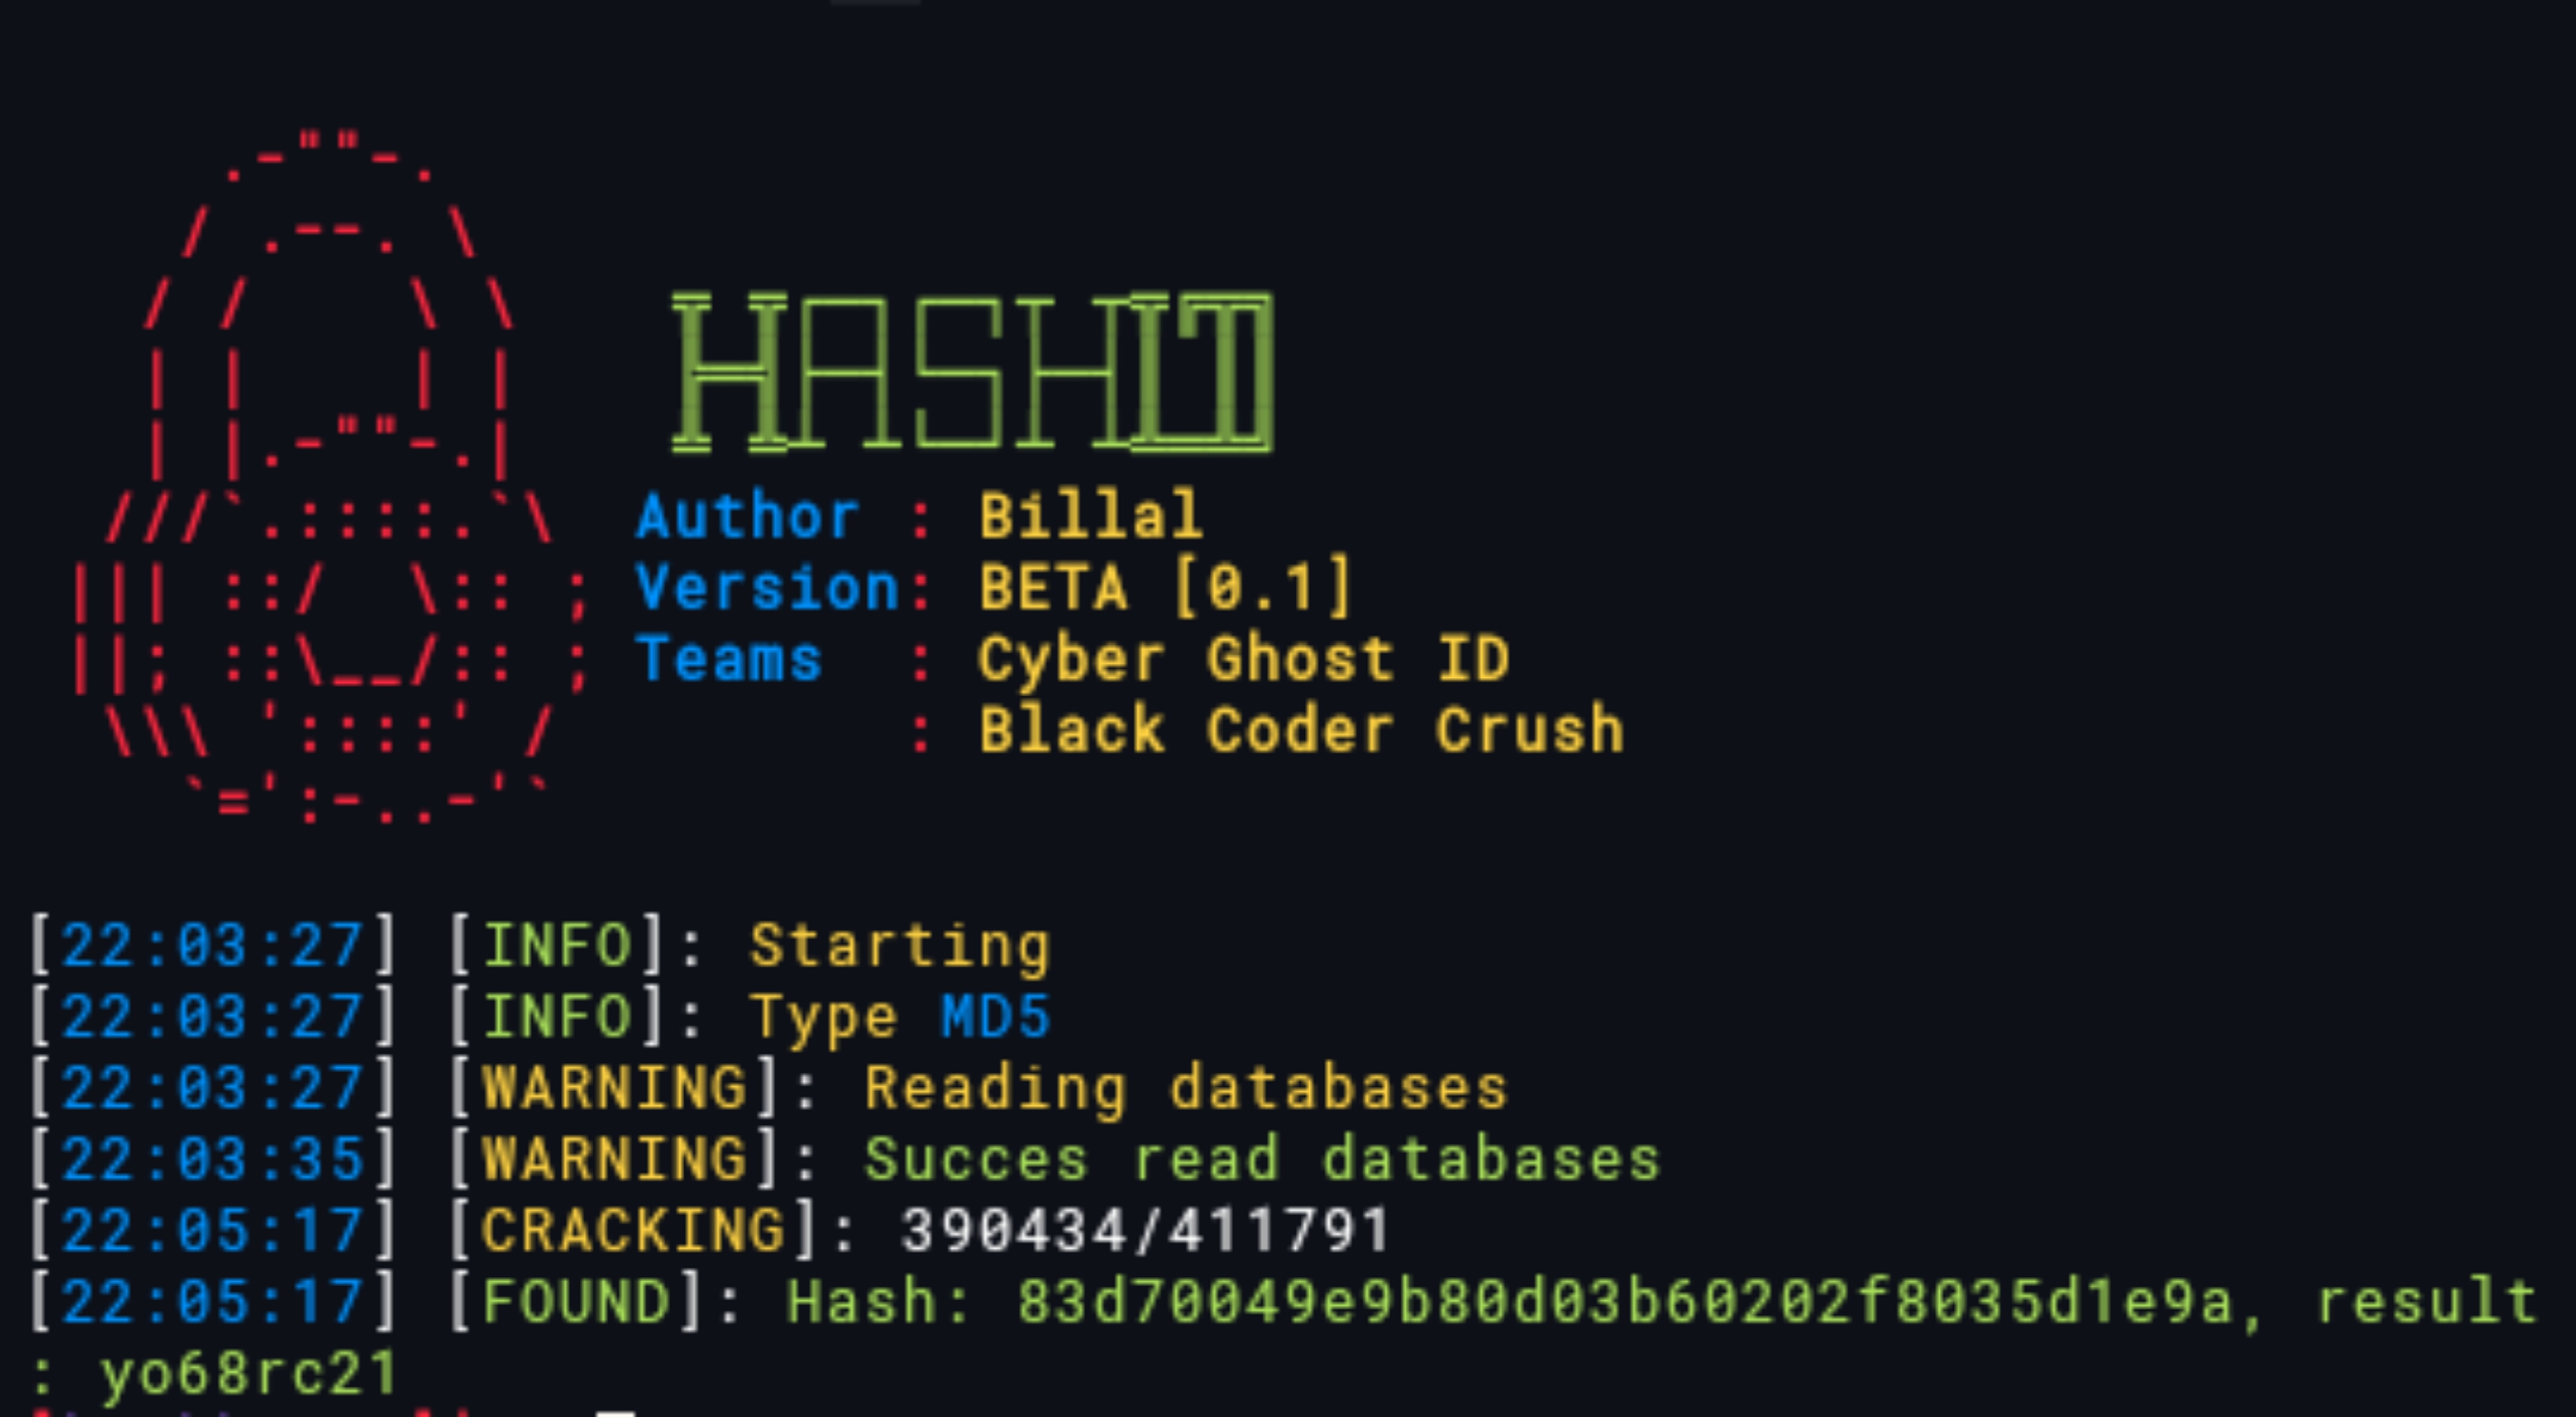 HASHID
Author : Billal
Version: BETA [0.1]
Teams : Cyber Ghost ID
: Black Coder Crush
[22:03:27] [INFO]: Starting
[22:03:27] [INFO]: Type MD5
[22:03:27] [WARNING]: Reading databases
[22:03:35] [WARNING]: Succes read databases
[22:05:17] [CRACKING]: 390434/411791
[22:05:17] [FOUND]: Hash: 83d70049e9b80d03b60202f8035d1e9a, result
: yo68rc21